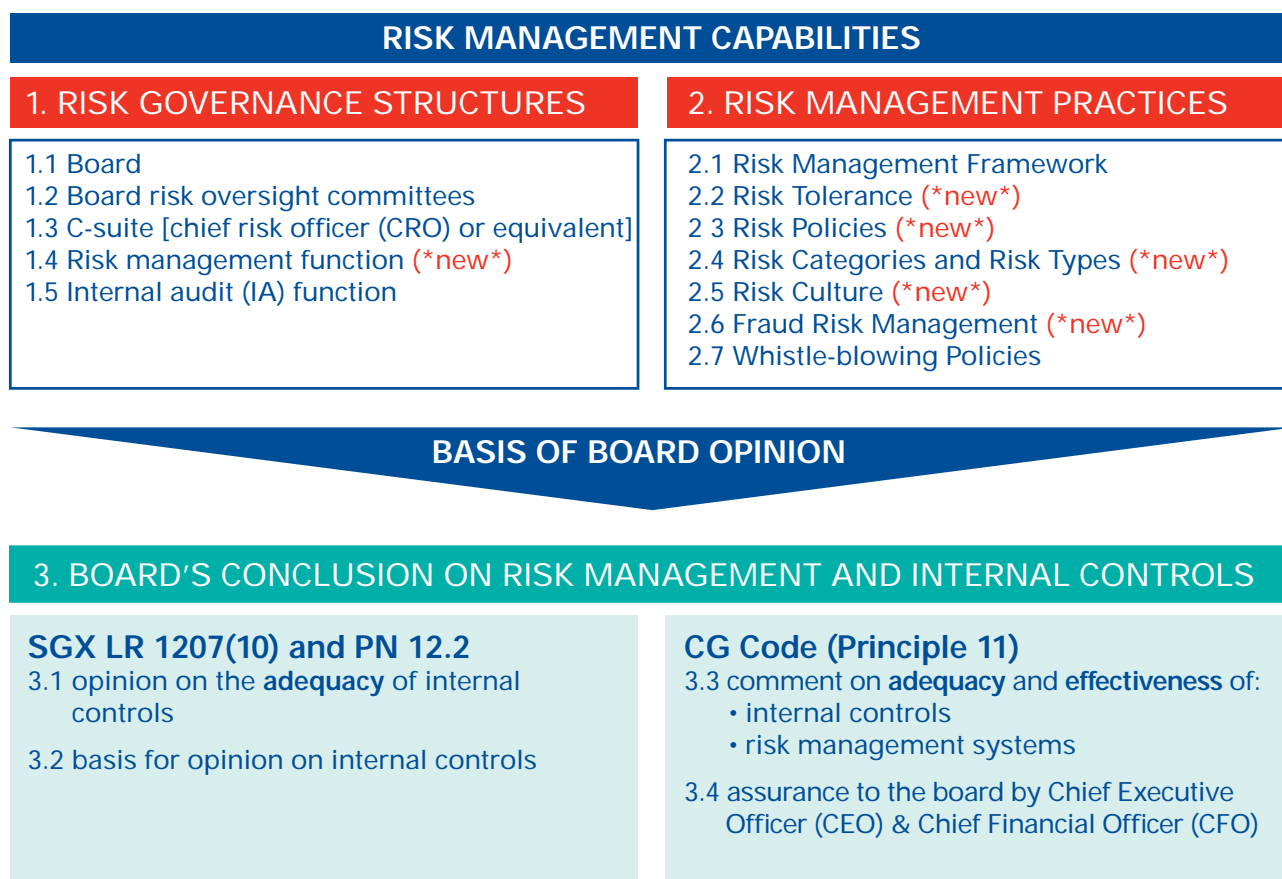 RISK MANAGEMENT CAPABILITIES
1. RISK GOVERNANCE STRUCTURES
1.1 Board
1.2 Board risk oversight committees
1.3 C-suite [chief risk officer (CRO) or equivalent]
1.4 Risk management function (*new*)
1.5 Internal audit (IA) function
2. RISK MANAGEMENT PRACTICES
2.1 Risk Management Framework
2.2 Risk Tolerance (*new*)
2 3 Risk Policies (*new*)
2.4 Risk Categories and Risk Types (*new*)
2.5 Risk Culture (*new*)
2.6 Fraud Risk Management (*new*)
2.7 Whistle-blowing Policies
BASIS OF BOARD OPINION
3. BOARD'S CONCLUSION ON RISK MANAGEMENT AND INTERNAL CONTROLS
SGX LR 1207(10) and PN 12.2
3.1 opinion on the adequacy of internal
controls
3.2 basis for opinion on internal controls
CG Code (Principle 11)
3.3 comment on adequacy and effectiveness of:
• internal controls
• risk management systems
3.4 assurance to the board by Chief Executive
Officer (CEO) & Chief Financial Officer (CFO)